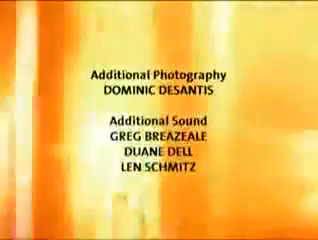 Additional Photography
DOMINIC DESANTIS
Additional Sound
GREG BREAZEALE
DUANE DELL
LEN SCHMITZ